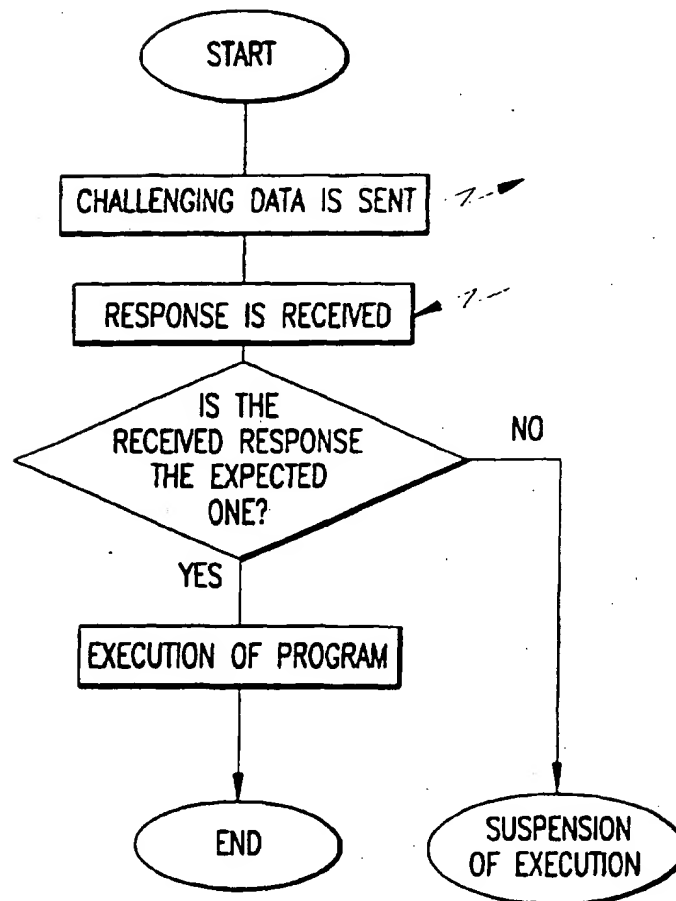 START
CHALLENGING DATA IS SENT
RESPONSE IS RECEIVED
IS THE
RECEIVED RESPONSE
THE EXPECTED
ONE?
NO
YES
EXECUTION OF PROGRAM
END
SUSPENSION
OF EXECUTION